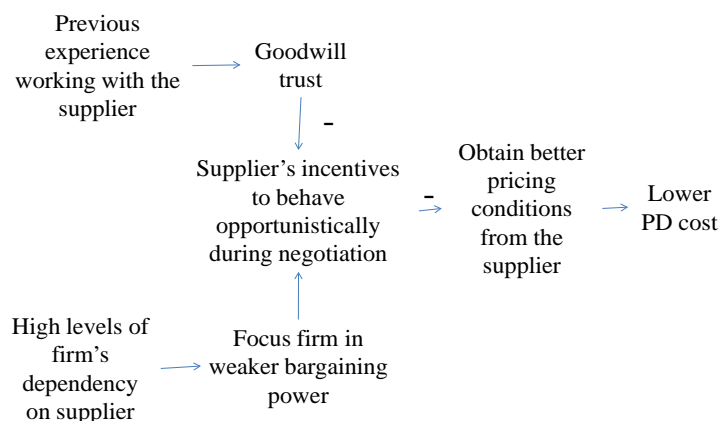 Previous
experience
working with the
supplier
Goodwill
trust
-
Supplier's incentives
to behave
opportunistically
during negotiation
-
Obtain better
pricing
conditions
from the
supplier
Lower
PD cost
High levels of
firm's
dependency
on supplier
Focus firm in
weaker bargaining
power